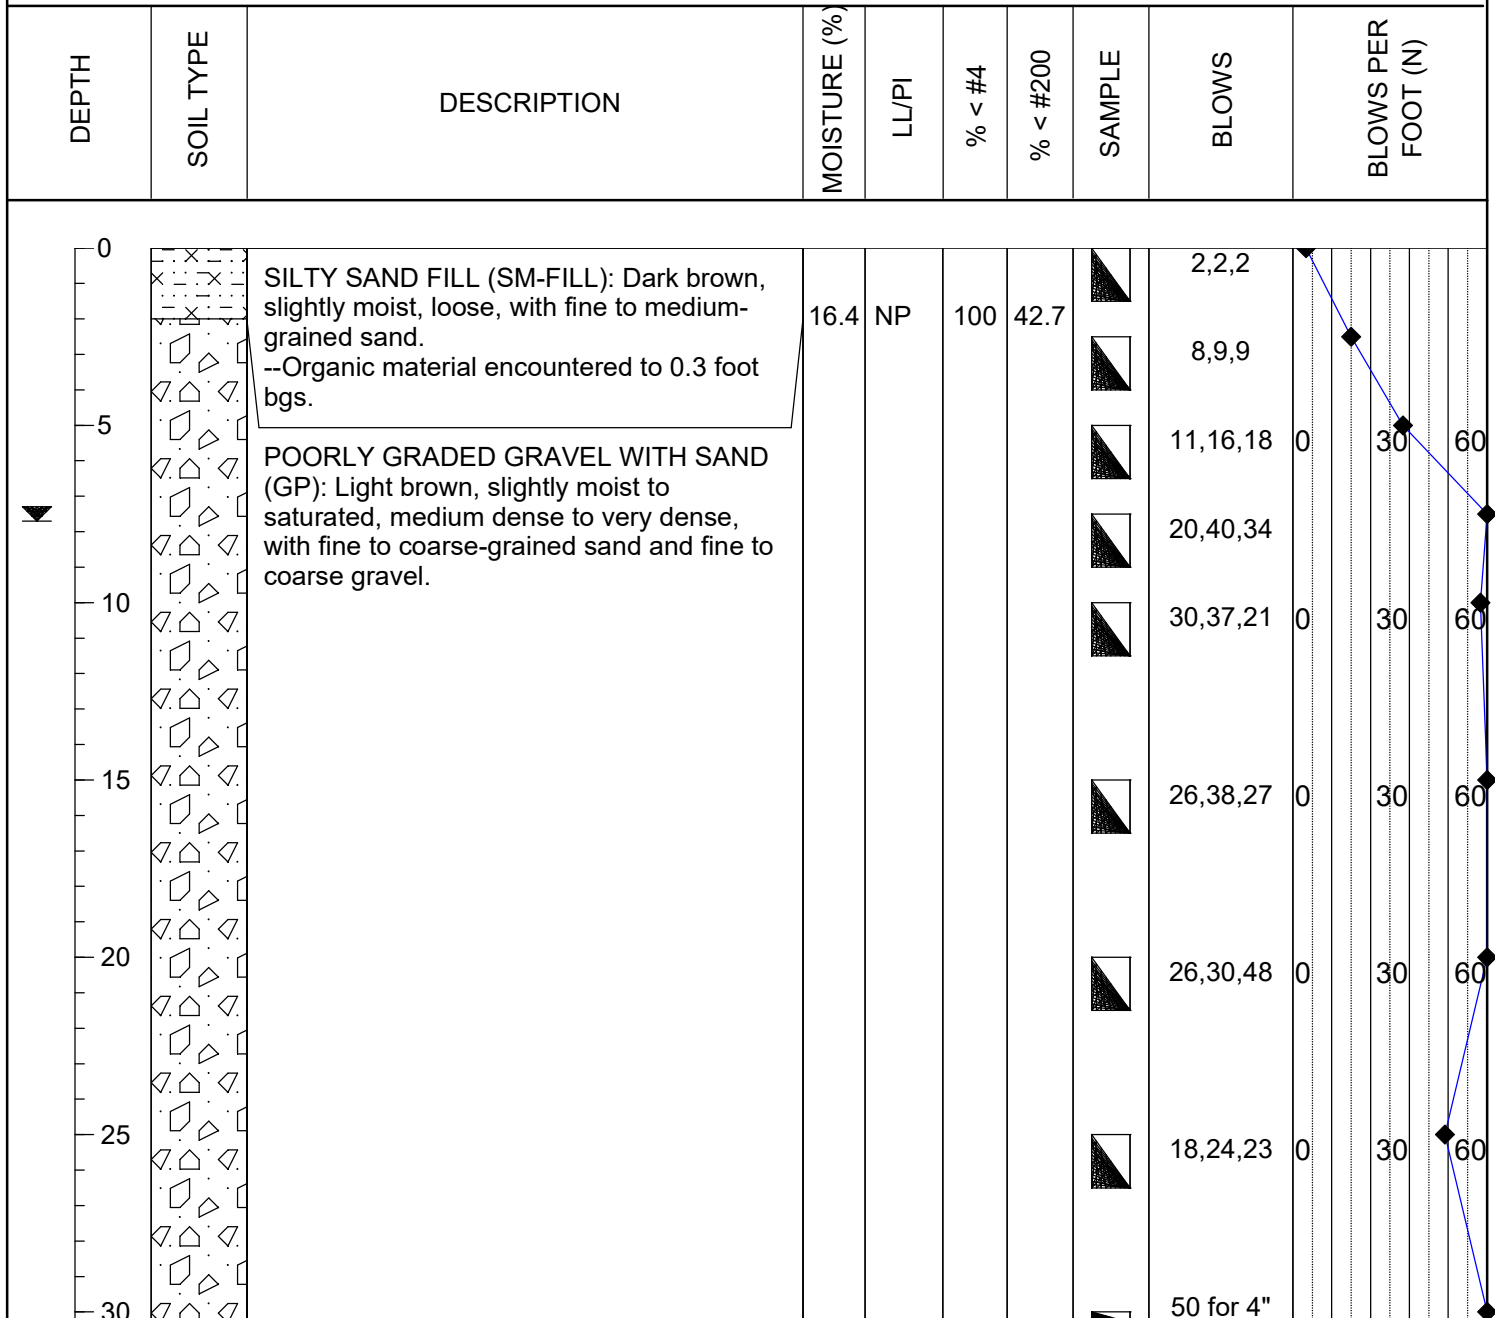 DEPTH
SOIL TYPE
DESCRIPTION
MOISTURE (%)
LL/PI
% < #4
% < #200
SAMPLE
BLOWS
BLOWS PER
FOOT (N)
0
2,2,2
SILTY SAND FILL (SM-FILL): Dark brown,
slightly moist, loose, with fine to medium-
grained sand.
--Organic material encountered to 0.3 foot
bgs.
16.4 NP 100 42.7
8,9,9
5
11,16,18 0 30 60
POORLY GRADED GRAVEL WITH SAND
(GP): Light brown, slightly moist to
saturated, medium dense to very dense,
with fine to coarse-grained sand and fine to
coarse gravel.
20,40,34
10
30,37,21 0 30 60
15
26,38,27 0 30 60
20
26,30,48 0 30 60
25
18,24,23 0 30 60
30
50 for 4"